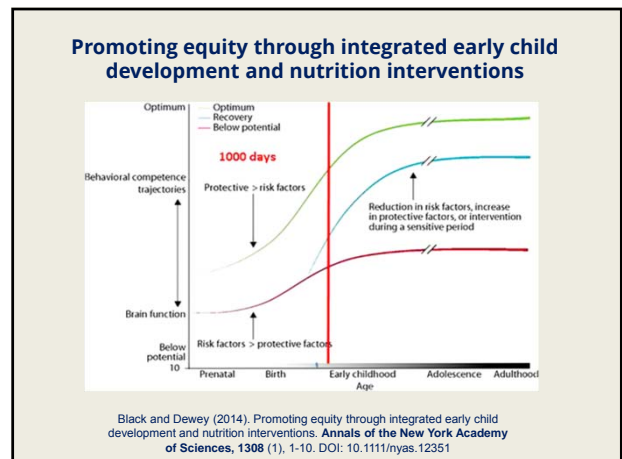 Promoting equity through integrated early child
development and nutrition interventions
Optimum
Optimum
Recovery
Below potential
1000 days
Behavioral competence
trajectories
Protective > risk factors
Reduction in risk factors, increase
in protective factors, or intervention
during a sensitive period
Brain function
Risk factors > protective factors
Below
potential
10
Prenatal Birth Early childhood Adolescence Adulthood
Age
Black and Dewey (2014). Promoting equity through integrated early child
development and nutrition interventions. Annals of the New York Academy
of Sciences, 1308 (1), 1-10. DOI: 10.1111/nyas.12351